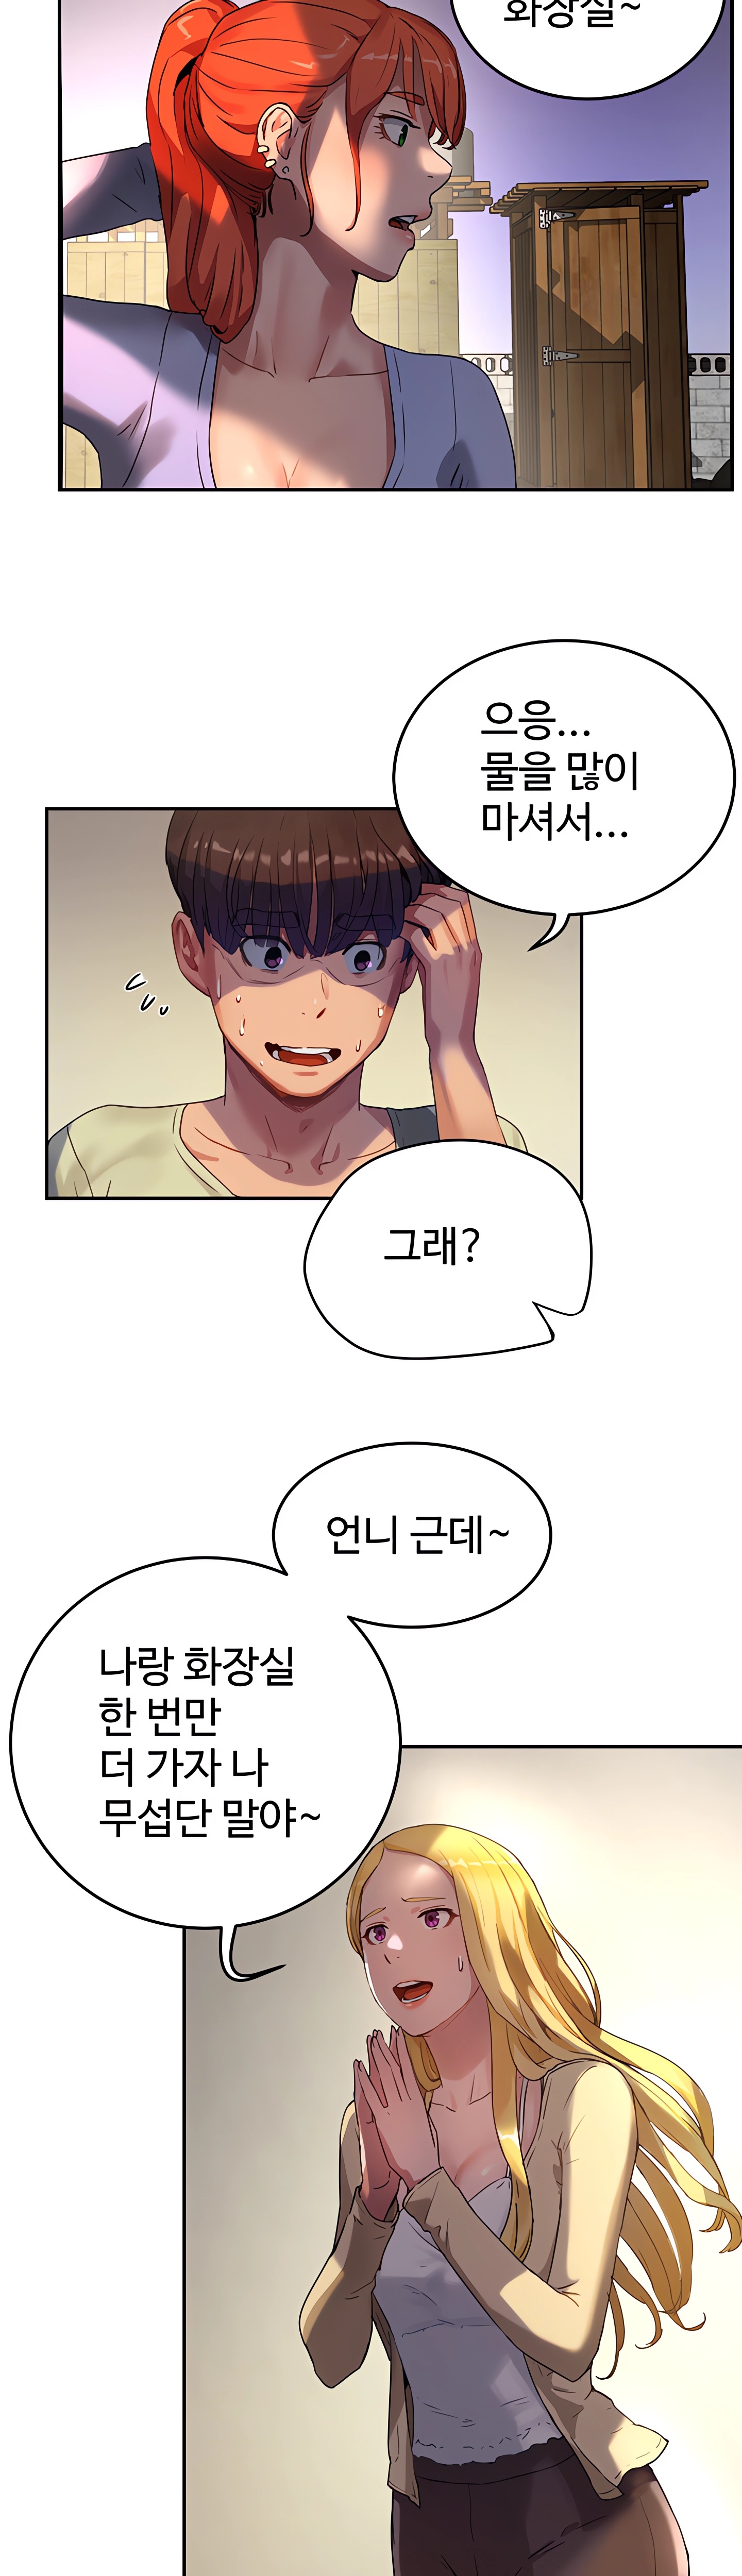 화장실~
으응...
물을 많이
마셔서...
그래?
언니 근데~
나랑 화장실
한 번만
더 가자 나
무섭단 말야~